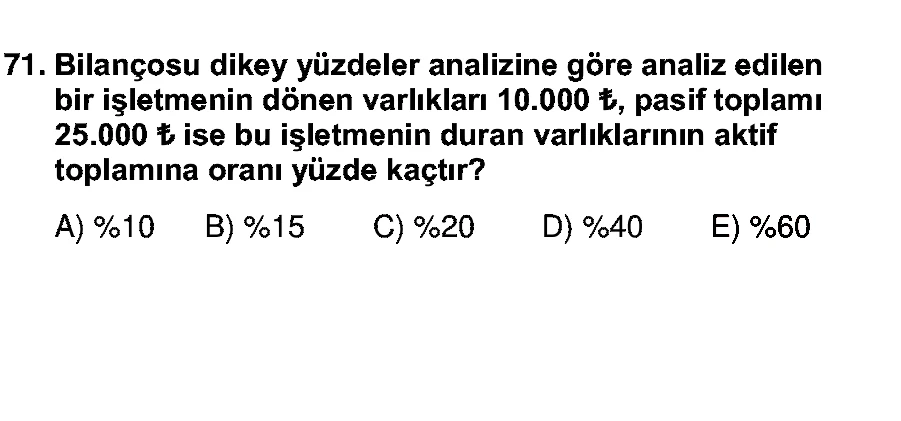 71. Bilançosu dikey yüzdeler analizine göre analiz edilen
bir işletmenin dönen varlıkları 10.000 ₺, pasif toplamı
25.000 ₺ ise bu işletmenin duran varlıklarının aktif
toplamına oranı yüzde kaçtır?
A) %10 B) %15 C) %20 D) %40 E) %60